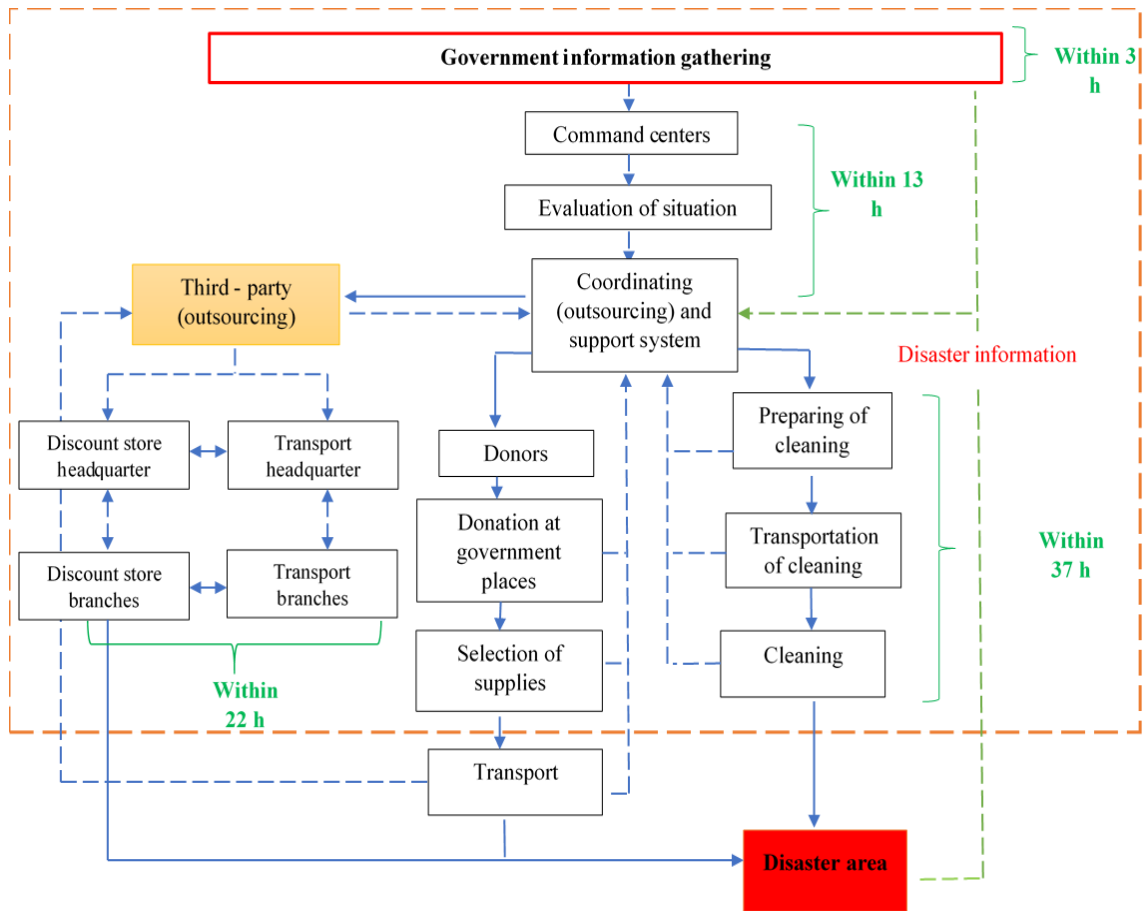 Government information gathering
Within 3
h
Command centers
Within 13
h
Evaluation of situation
Third - party
(outsourcing)
Coordinating
(outsourcing) and
support system
Disaster information
Discount store
headquarter
Transport
headquarter
Donors
Preparing of
cleaning
Donation at
government
places
Transportation
of cleaning
Within
37 h
Discount store
branches
Transport
branches
Selection of
supplies
Cleaning
Within
22 h
Transport
Disaster area